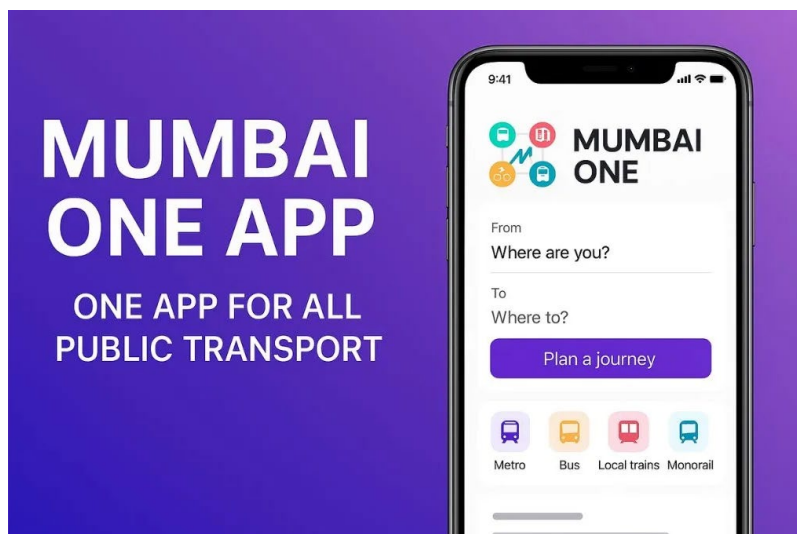 MUMBAI
ONE APP
ONE APP FOR ALL
PUBLIC TRANSPORT
9:41
MUMBAI
ONE
From
Where are you?
To
Where to?
Plan a journey
Metro
Bus
Local trains
Monorail